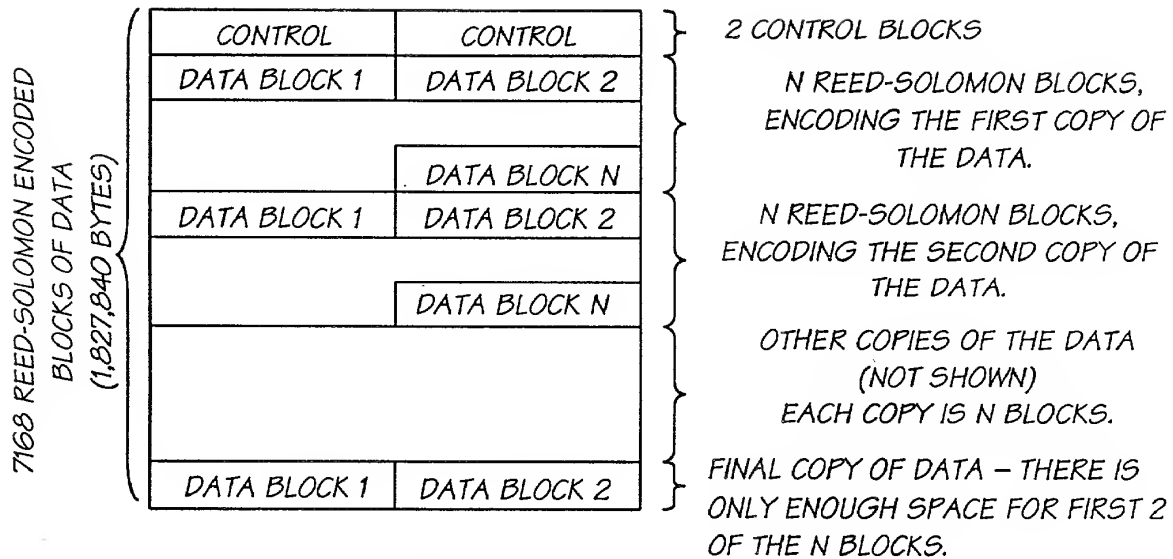 7168 REED-SOLOMON ENCODED
BLOCKS OF DATA
(1,827,840 BYTES)
CONTROL CONTROL
2 CONTROL BLOCKS
DATA BLOCK 1 DATA BLOCK 2
DATA BLOCK N
N REED-SOLOMON BLOCKS,
ENCODING THE FIRST COPY OF
THE DATA.
DATA BLOCK 1 DATA BLOCK 2
DATA BLOCK N
N REED-SOLOMON BLOCKS,
ENCODING THE SECOND COPY OF
THE DATA.
OTHER COPIES OF THE DATA
(NOT SHOWN)
EACH COPY IS N BLOCKS.
DATA BLOCK 1 DATA BLOCK 2
FINAL COPY OF DATA – THERE IS
ONLY ENOUGH SPACE FOR FIRST 2
OF THE N BLOCKS.